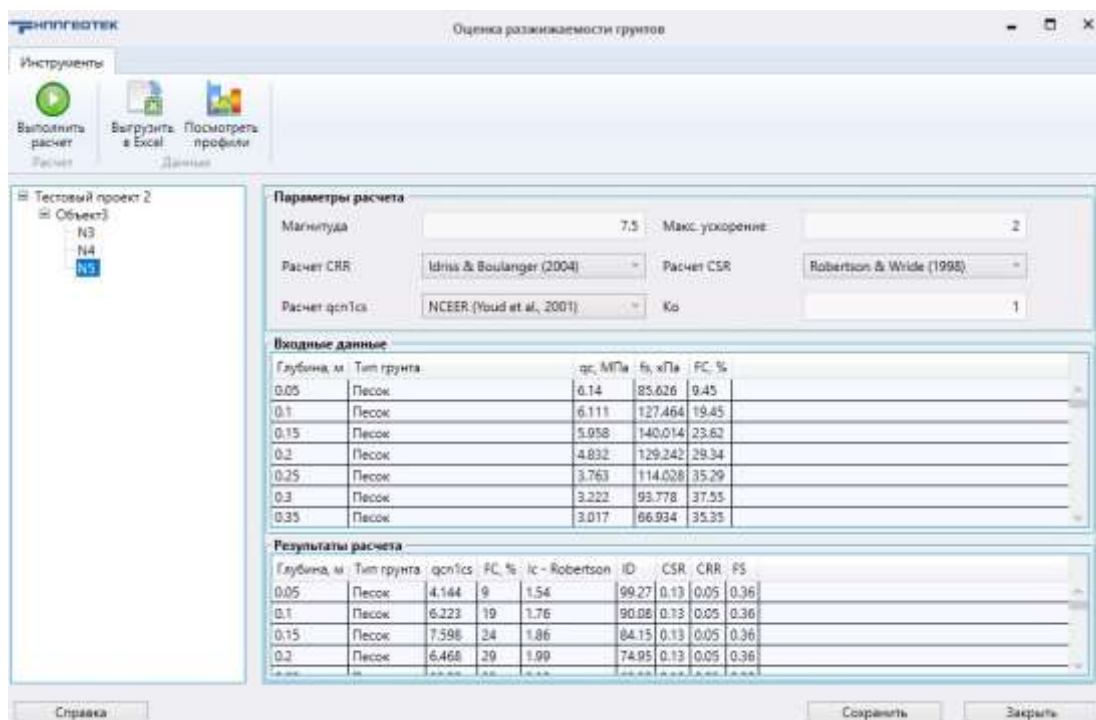 НППГЕОТЕК
Оценка разжижаемости грунтов
Инструменты
Выполнить расчет
Выгрузить в Excel
Посмотреть профили
Расчет
Данные
Тестовый проект 2
Объект3
N3
N4
N5
Параметры расчета
Магнитуда 7.5 Макс. ускорение 2
Расчет CRR Idriss & Boulanger (2004) Расчет CSR Robertson & Wride (1998)
Расчет qcn1cs NCEER (Youd et al., 2001) Ko 1
Входные данные
Глубина, м Тип грунта qc, МПа fs, кПа FC, %
0.05 Песок 6.14 85.626 9.45
0.1 Песок 6.111 127.464 19.45
0.15 Песок 5.958 140.014 23.62
0.2 Песок 4.832 129.242 29.34
0.25 Песок 3.763 114.028 35.29
0.3 Песок 3.222 93.778 37.55
0.35 Песок 3.017 66.934 35.35
Результаты расчета
Глубина, м Тип грунта qcn1cs FC, % Ic - Robertson ID CSR CRR FS
0.05 Песок 4.144 9 1.54 99.27 0.13 0.05 0.36
0.1 Песок 6.223 19 1.76 90.08 0.13 0.05 0.36
0.15 Песок 7.598 24 1.86 84.15 0.13 0.05 0.36
0.2 Песок 6.468 29 1.99 74.95 0.13 0.05 0.36
Справка
Сохранить
Закрыть